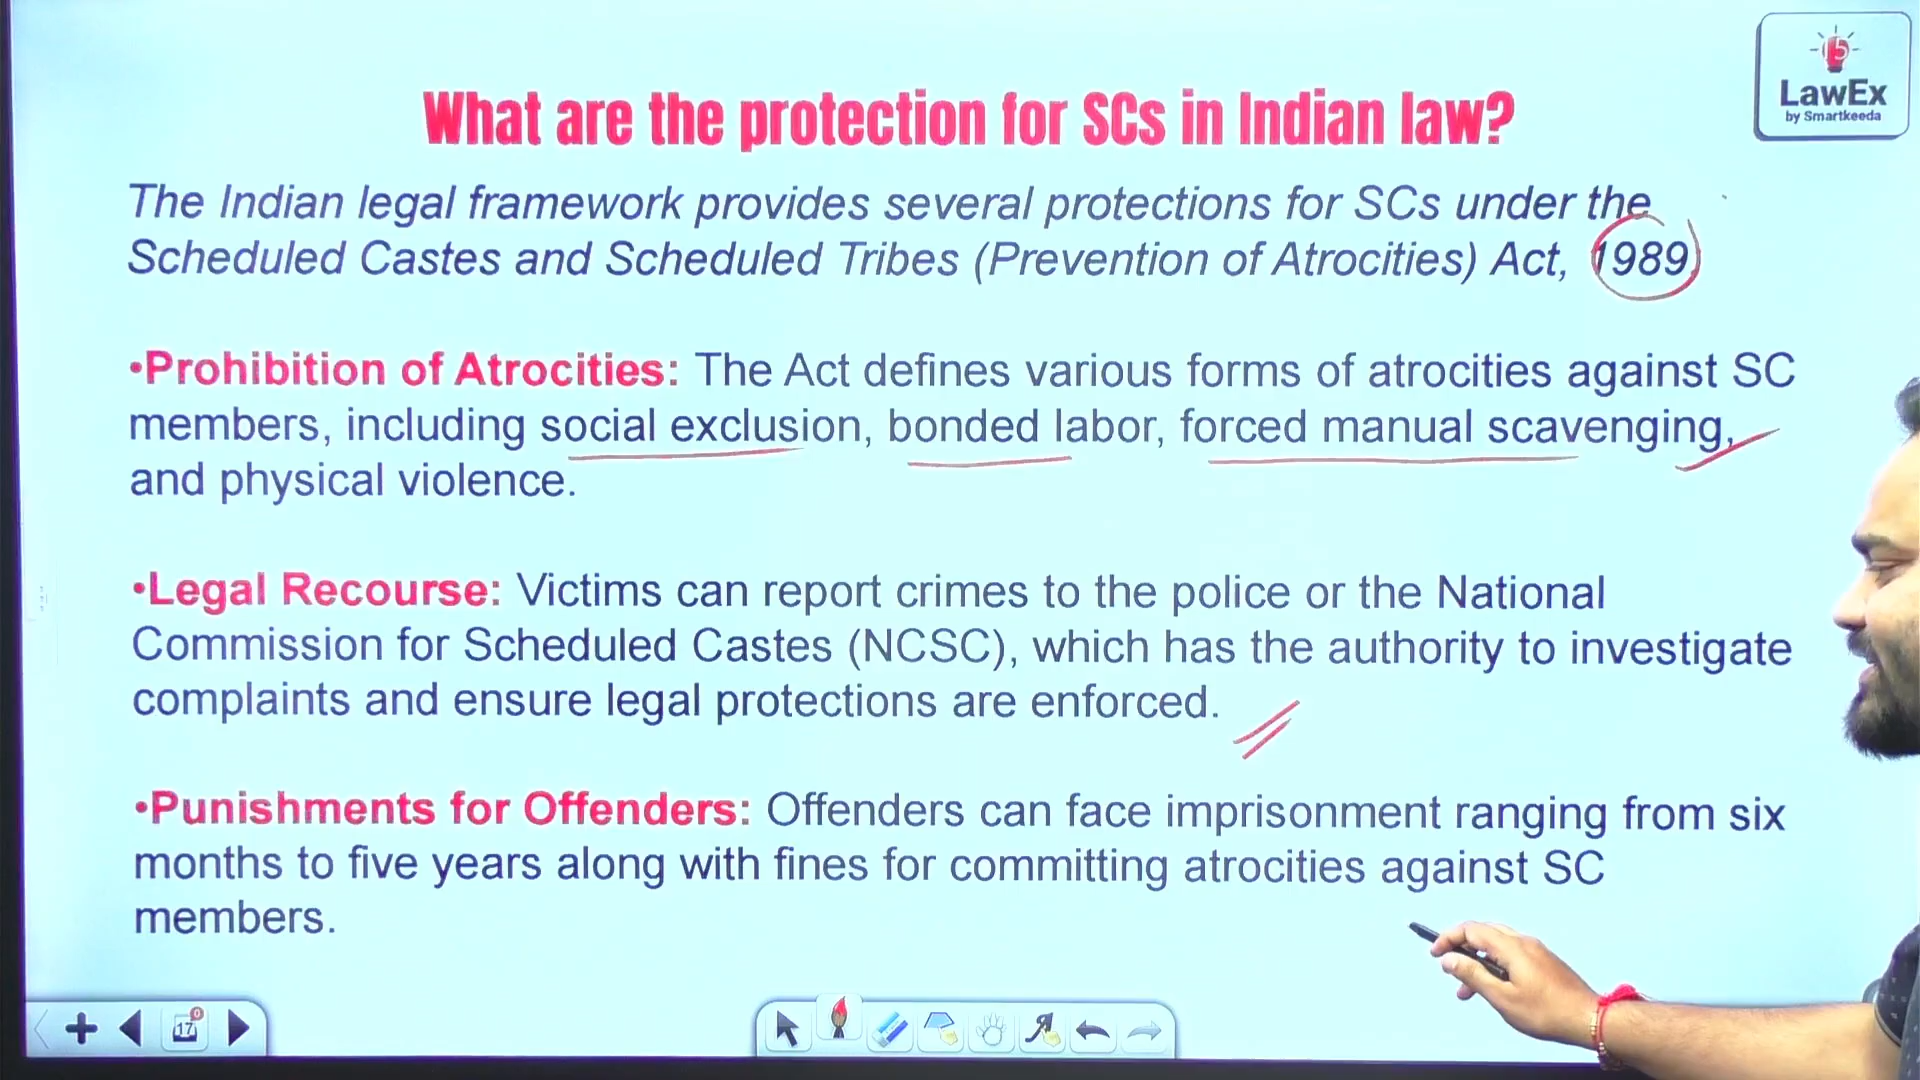 LawEx
by Smartkeeda
What are the protection for SCs in Indian law?
The Indian legal framework provides several protections for SCs under the
Scheduled Castes and Scheduled Tribes (Prevention of Atrocities) Act, 1989
•Prohibition of Atrocities: The Act defines various forms of atrocities against SC
members, including social exclusion, bonded labor, forced manual scavenging,
and physical violence.
•Legal Recourse: Victims can report crimes to the police or the National
Commission for Scheduled Castes (NCSC), which has the authority to investigate
complaints and ensure legal protections are enforced.
•Punishments for Offenders: Offenders can face imprisonment ranging from six
months to five years along with fines for committing atrocities against SC
members.
17
0